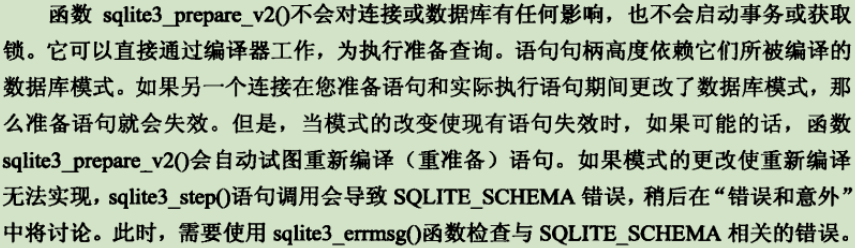 函数 sqlite3_prepare_v2()不会对连接或数据库有任何影响，也不会启动事务或获取
锁。它可以直接通过编译器工作，为执行准备查询。语句句柄高度依赖它们所被编译的
数据库模式。如果另一个连接在您准备语句和实际执行语句期间更改了数据库模式，那
么准备语句就会失效。但是，当模式的改变使现有语句失效时，如果可能的话，函数
sqlite3_prepare_v2()会自动试图重新编译（重准备）语句。如果模式的更改使重新编译
无法实现，sqlite3_step()语句调用会导致 SQLITE_SCHEMA 错误，稍后在“错误和意外”
中将讨论。此时，需要使用 sqlite3_errmsg()函数检查与 SQLITE_SCHEMA 相关的错误。